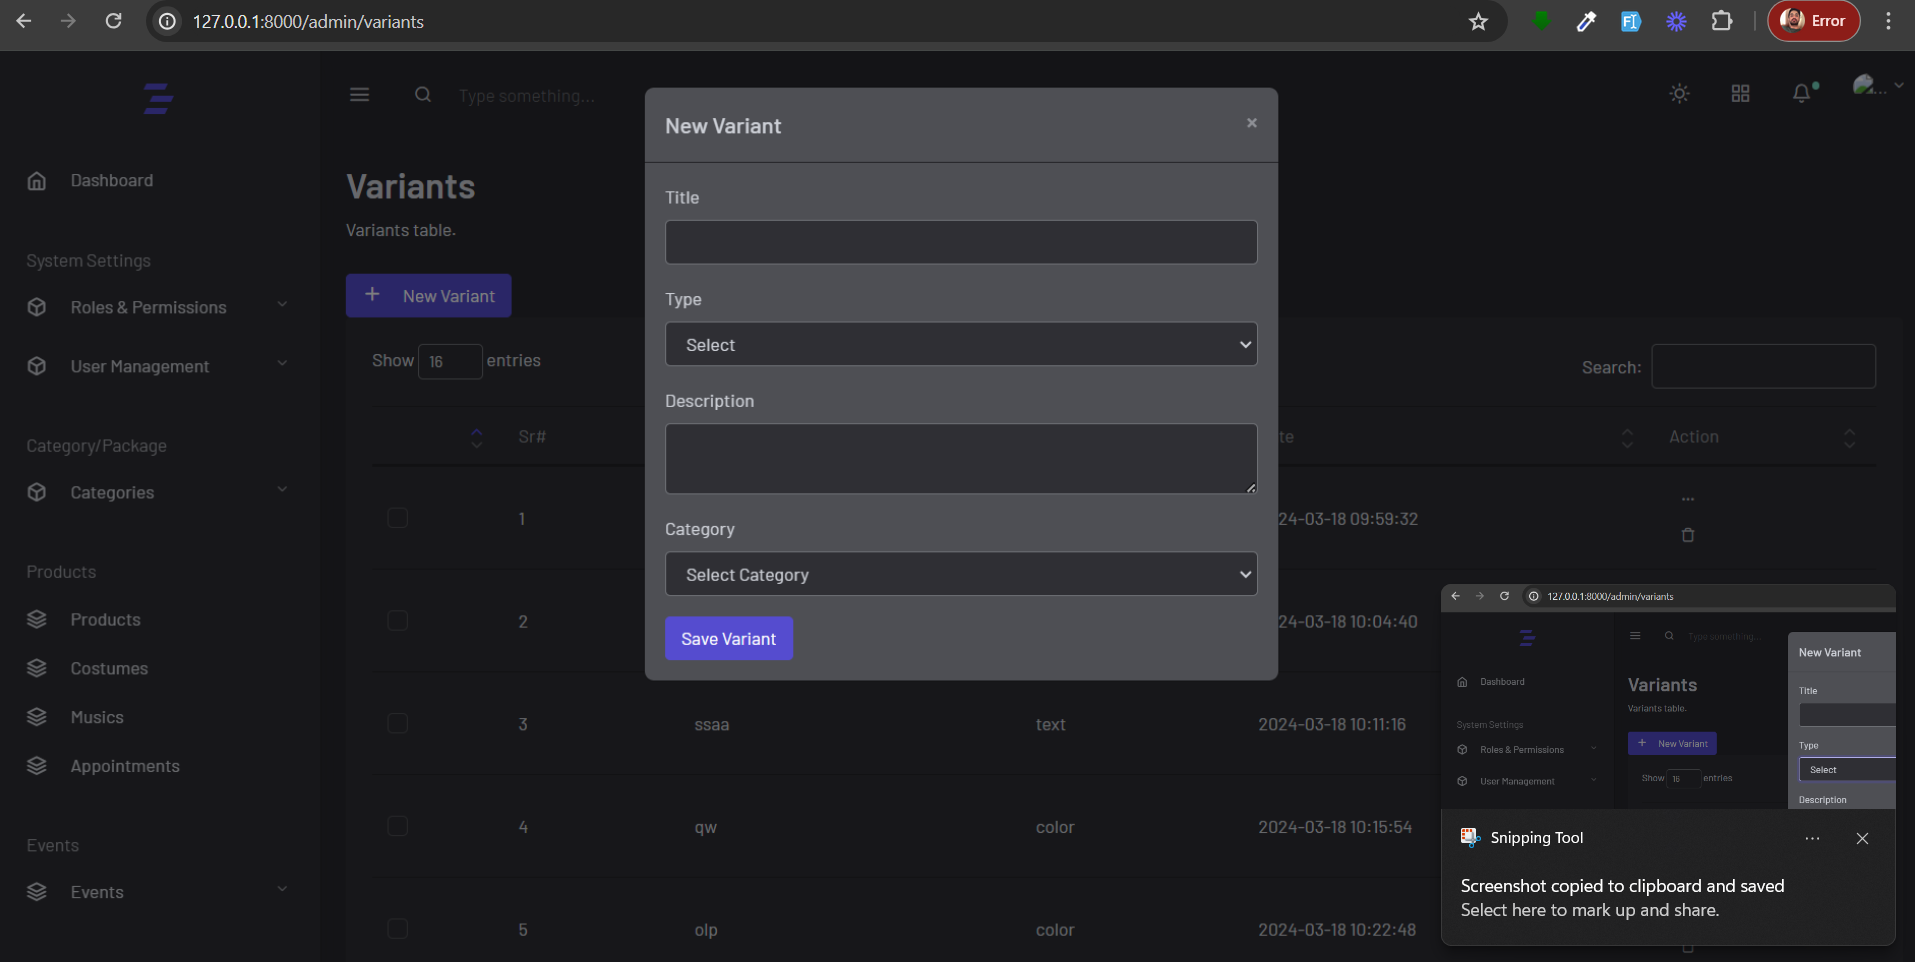 127.0.0.1:8000/admin/variants
Error
Type something...
Dashboard
System Settings
Roles & Permissions
User Management
Category/Package
Categories
Products
Products
Costumes
Musics
Appointments
Events
Events
Variants
Variants table.
New Variant
Show 16 entries
Search:
Sr#
te
Action
1
24-03-18 09:59:32
2
24-03-18 10:04:40
3 ssaa text 2024-03-18 10:11:16
4 qw color 2024-03-18 10:15:54
5 olp color 2024-03-18 10:22:48
New Variant
×
Title
Type
Select
Description
Category
Select Category
Save Variant
127.0.0.1:8000/admin/variants
Type something...
Dashboard
System Settings
Roles & Permissions
User Management
Variants
Variants table.
New Variant
Show 16 entries
New Variant
Title
Type
Select
Description
Snipping Tool
Screenshot copied to clipboard and saved
Select here to mark up and share.